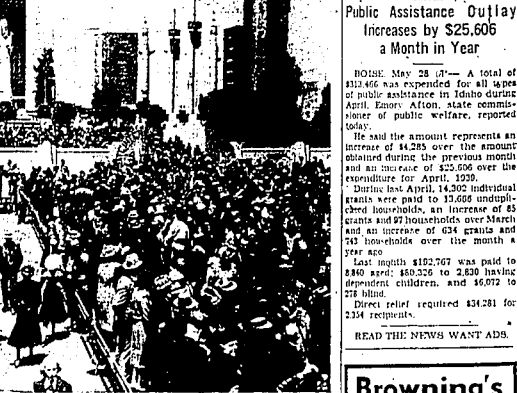 Public Assistance Outlay
Increases by $25,606
a Month in Year
BOISE, May 28 (P)— A total of
$313,466 was expended for all types
of public assistance in Idaho during
April, Emory Afton, state commis-
sioner of public welfare, reported
today.
He said the amount represents an
increase of $4,285 over the amount
obtained during the previous month
and an increase of $25,606 over the
expenditure for April, 1939.
During last April, 14,302 individual
grants were paid to 13,666 undupli-
cated households, an increase of 85
grants and 97 households over March
and an increase of 634 grants and
743 households over the month a
year ago
Last month $192,767 was paid to
8,840 aged; $80,326 to 2,830 having
dependent children, and $6,072 to
278 blind.
Direct relief required $34,281 for
2,354 recipients.
READ THE NEWS WANT ADS.
Browning's